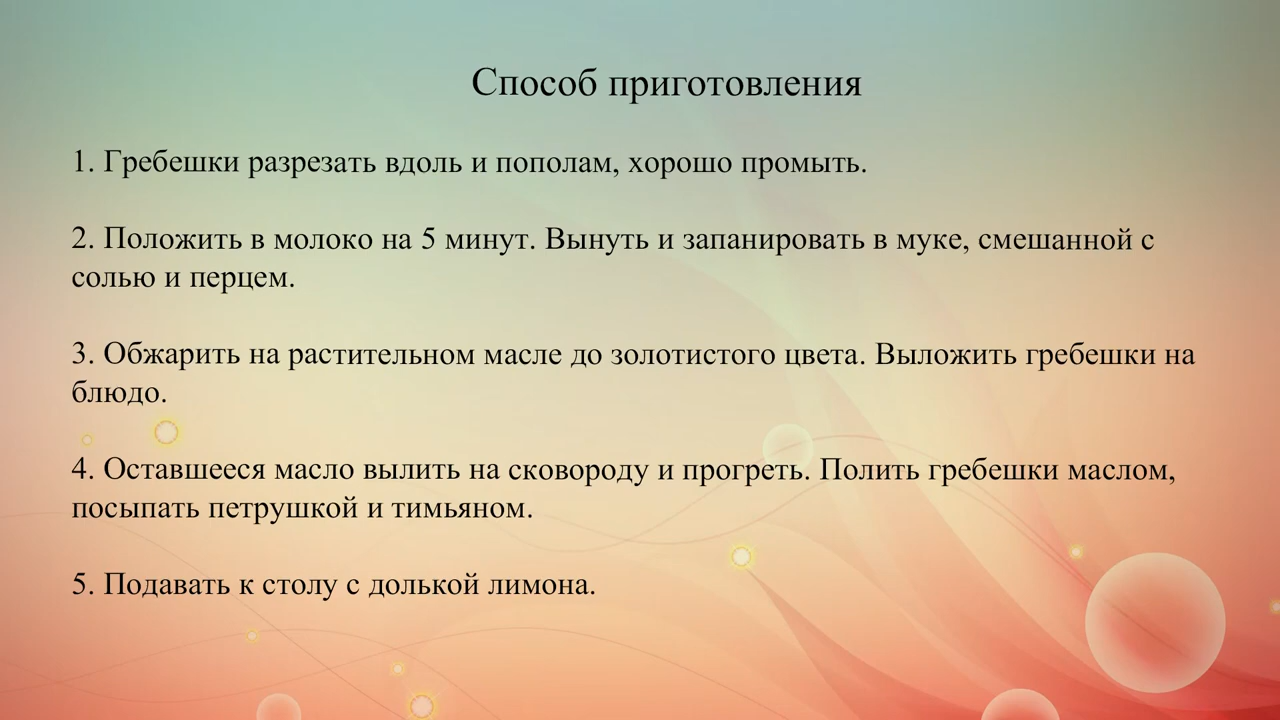 Способ приготовления
1. Гребешки разрезать вдоль и пополам, хорошо промыть.
2. Положить в молоко на 5 минут. Вынуть и запанировать в муке, смешанной с
солью и перцем.
3. Обжарить на растительном масле до золотистого цвета. Выложить гребешки на
блюдо.
4. Оставшееся масло вылить на сковороду и прогреть. Полить гребешки маслом,
посыпать петрушкой и тимьяном.
5. Подавать к столу с долькой лимона.